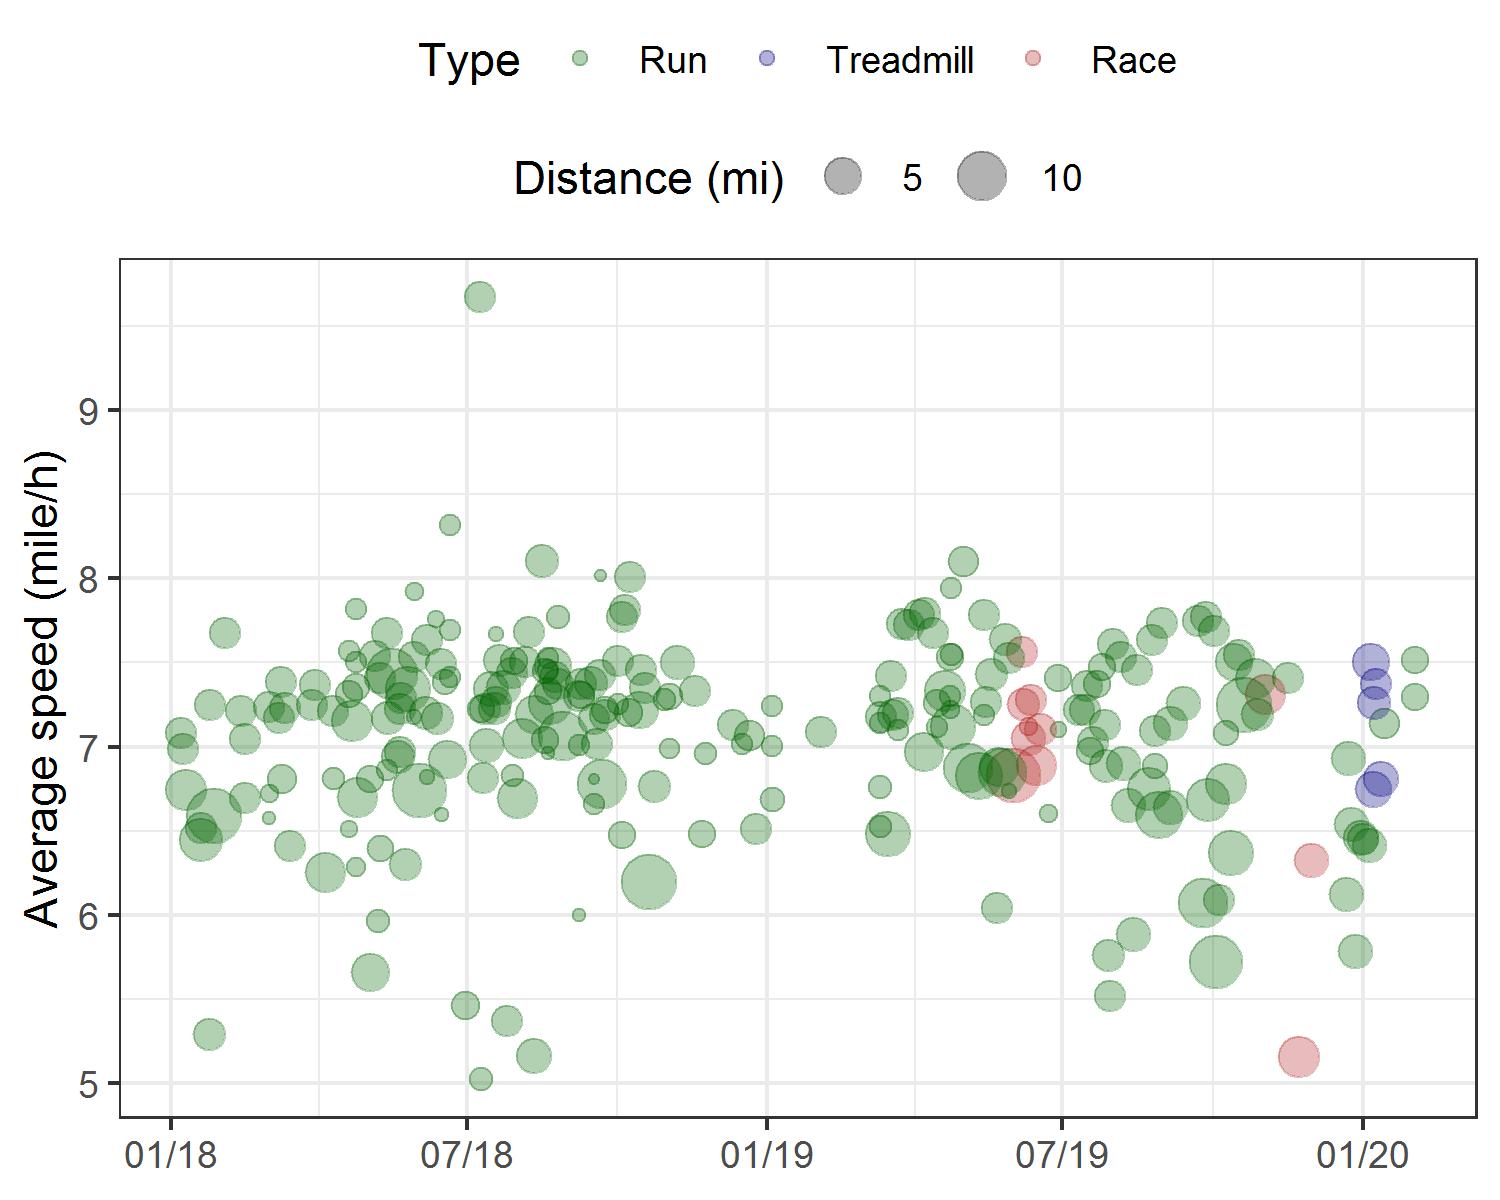 Type Run Treadmill Race
Distance (mi) 5 10
Average speed (mile/h)
9
8
7
6
5
01/18 07/18 01/19 07/19 01/20